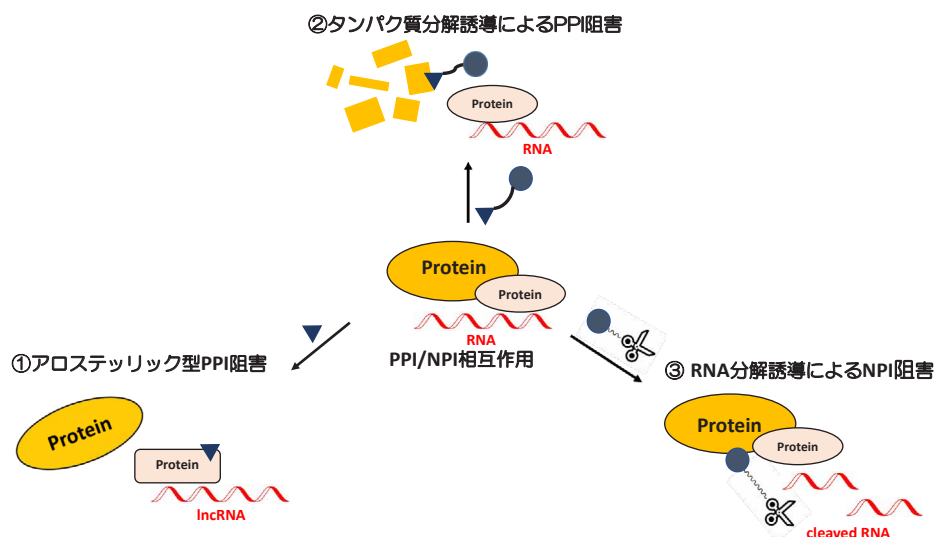 ②タンパク質分解誘導によるPPI阻害
Protein
RNA
Protein
Protein
RNA
PPI/NPI相互作用
①アロステッリック型PPI阻害
Protein
Protein
lncRNA
③ RNA分解誘導によるNPI阻害
Protein
Protein
cleaved RNA